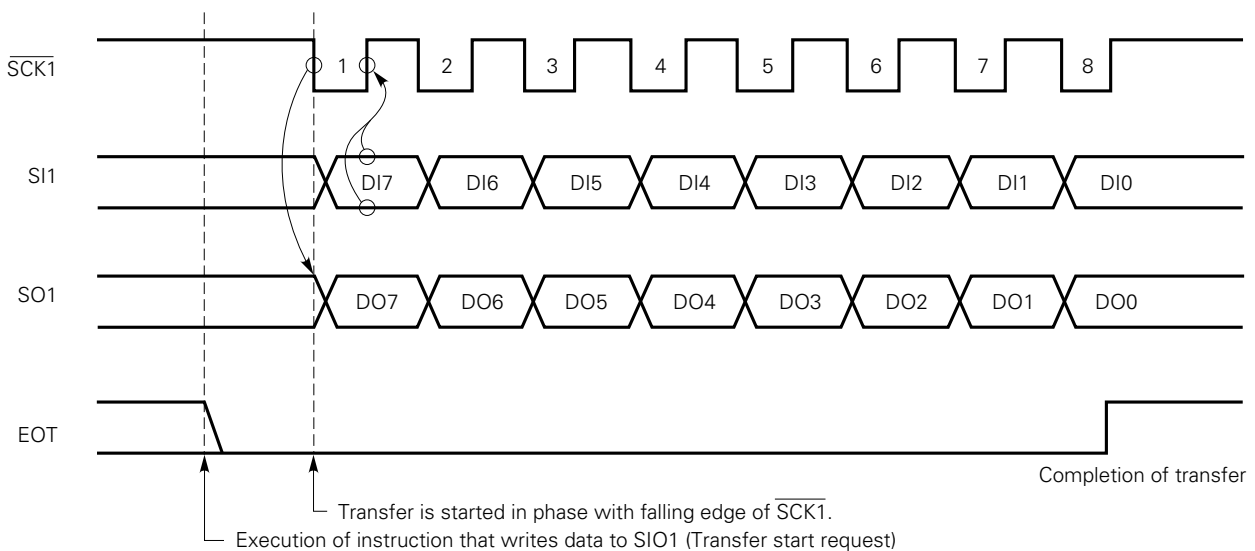 SCK1
1 2 3 4 5 6 7 8
SI1
DI7 DI6 DI5 DI4 DI3 DI2 DI1 DI0
SO1
DO7 DO6 DO5 DO4 DO3 DO2 DO1 DO0
EOT
Completion of transfer
Transfer is started in phase with falling edge of SCK1.
Execution of instruction that writes data to SIO1 (Transfer start request)